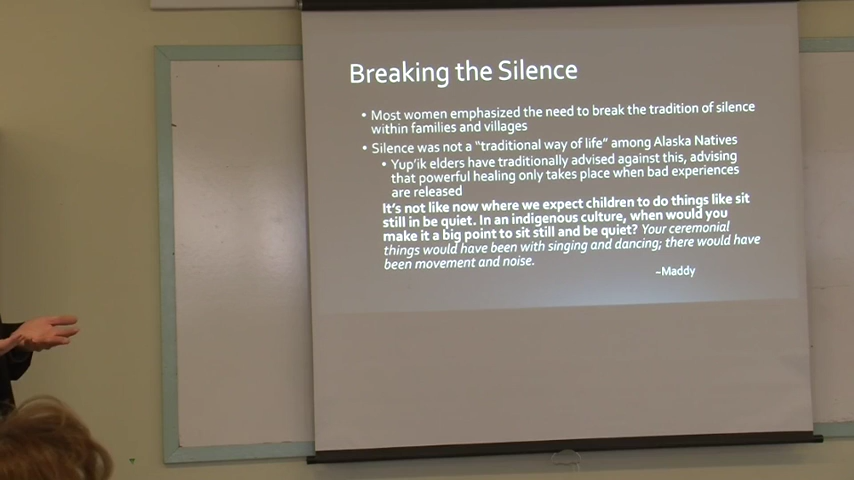 Breaking the Silence
• Most women emphasized the need to break the tradition of silence
within families and villages
• Silence was not a "traditional way of life" among Alaska Natives
• Yup'ik elders have traditionally advised against this, advising
that powerful healing only takes place when bad experiences
are released
It's not like now where we expect children to do things like sit
still in be quiet. In an indigenous culture, when would you
make it a big point to sit still and be quiet? Your ceremonial
things would have been with singing and dancing; there would have
been movement and noise.
~Maddy